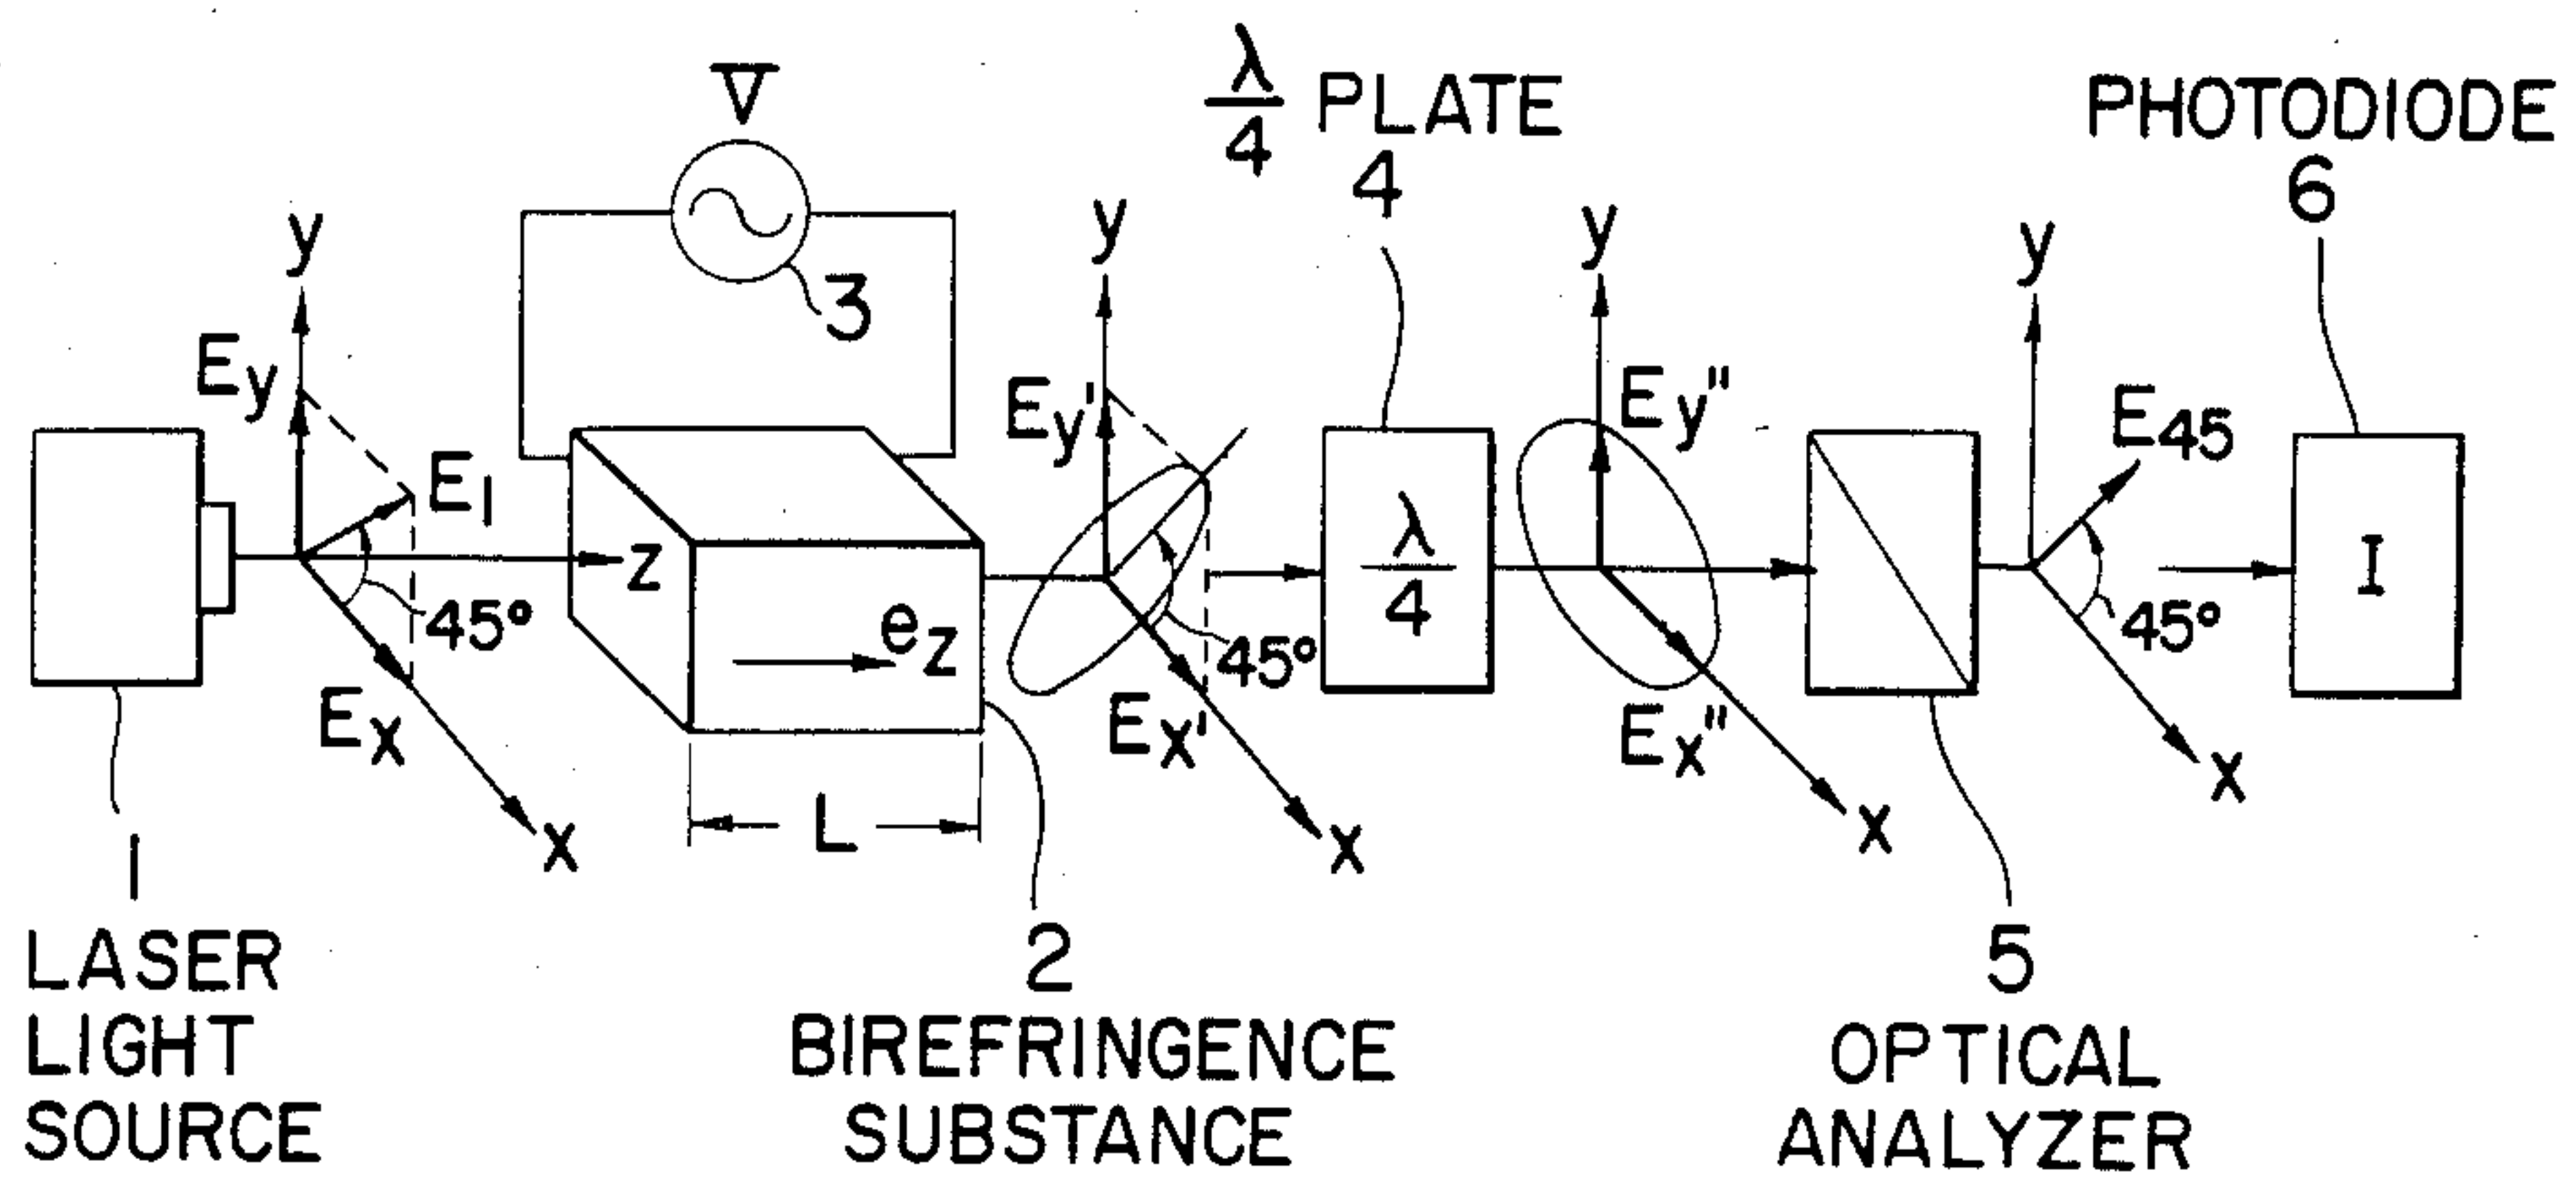 V
3
λ/4 PLATE
4
PHOTODIODE
6
y
Ey
E1
z
45°
Ex
x
ez
L
y
Ey'
45°
Ex'
x
λ/4
y
Ey"
Ex"
x
y
E45
45°
x
I
1
LASER
LIGHT
SOURCE
2
BIREFRINGENCE
SUBSTANCE
5
OPTICAL
ANALYZER